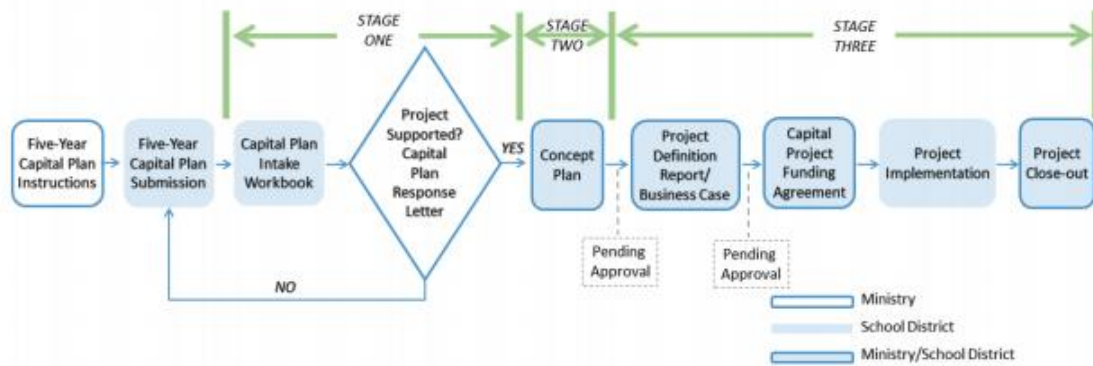 STAGE
ONE
STAGE
TWO
STAGE
THREE
Five-Year
Capital Plan
Instructions
Five-Year
Capital Plan
Submission
Capital Plan
Intake
Workbook
Project
Supported?
Capital
Plan
Response
Letter
YES
Concept
Plan
Project
Definition
Report/
Business Case
Capital
Project
Funding
Agreement
Project
Implementation
Project
Close-out
Pending
Approval
Pending
Approval
NO
Ministry
School District
Ministry/School District